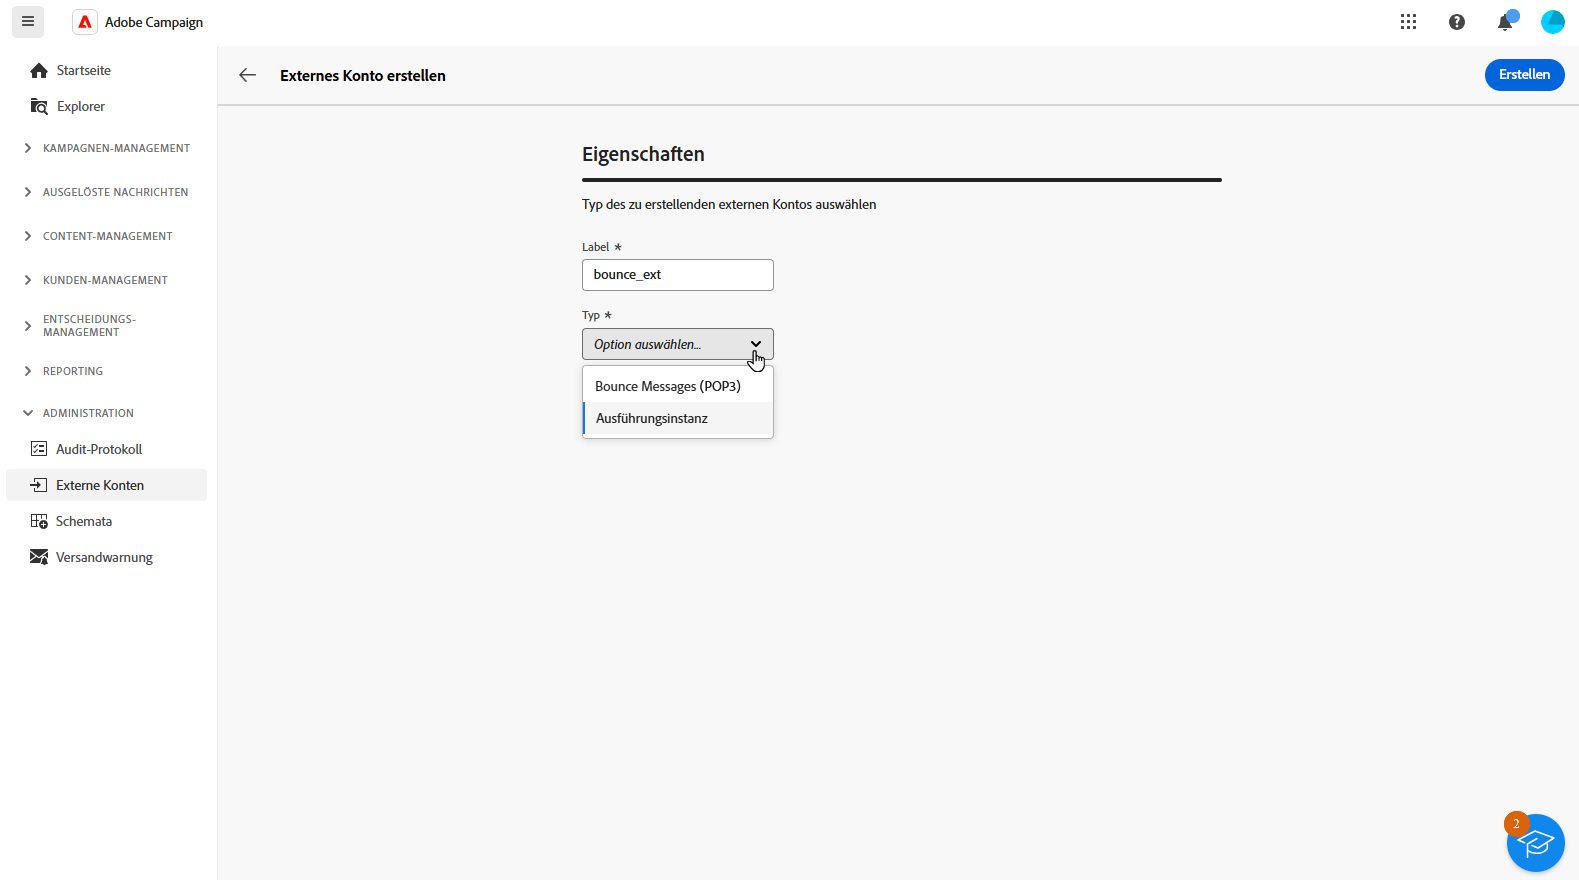 Adobe Campaign
Startseite
Explorer
KAMPAGNEN-MANAGEMENT
AUSGELÖSTE NACHRICHTEN
CONTENT-MANAGEMENT
KUNDEN-MANAGEMENT
ENTSCHEIDUNGS-
MANAGEMENT
REPORTING
ADMINISTRATION
Audit-Protokoll
Externe Konten
Schemata
Versandwarnung
Externes Konto erstellen
Erstellen
Eigenschaften
Typ des zu erstellenden externen Kontos auswählen
Label *
bounce_ext
Typ *
Option auswählen...
Bounce Messages (POP3)
Ausführungsinstanz
2